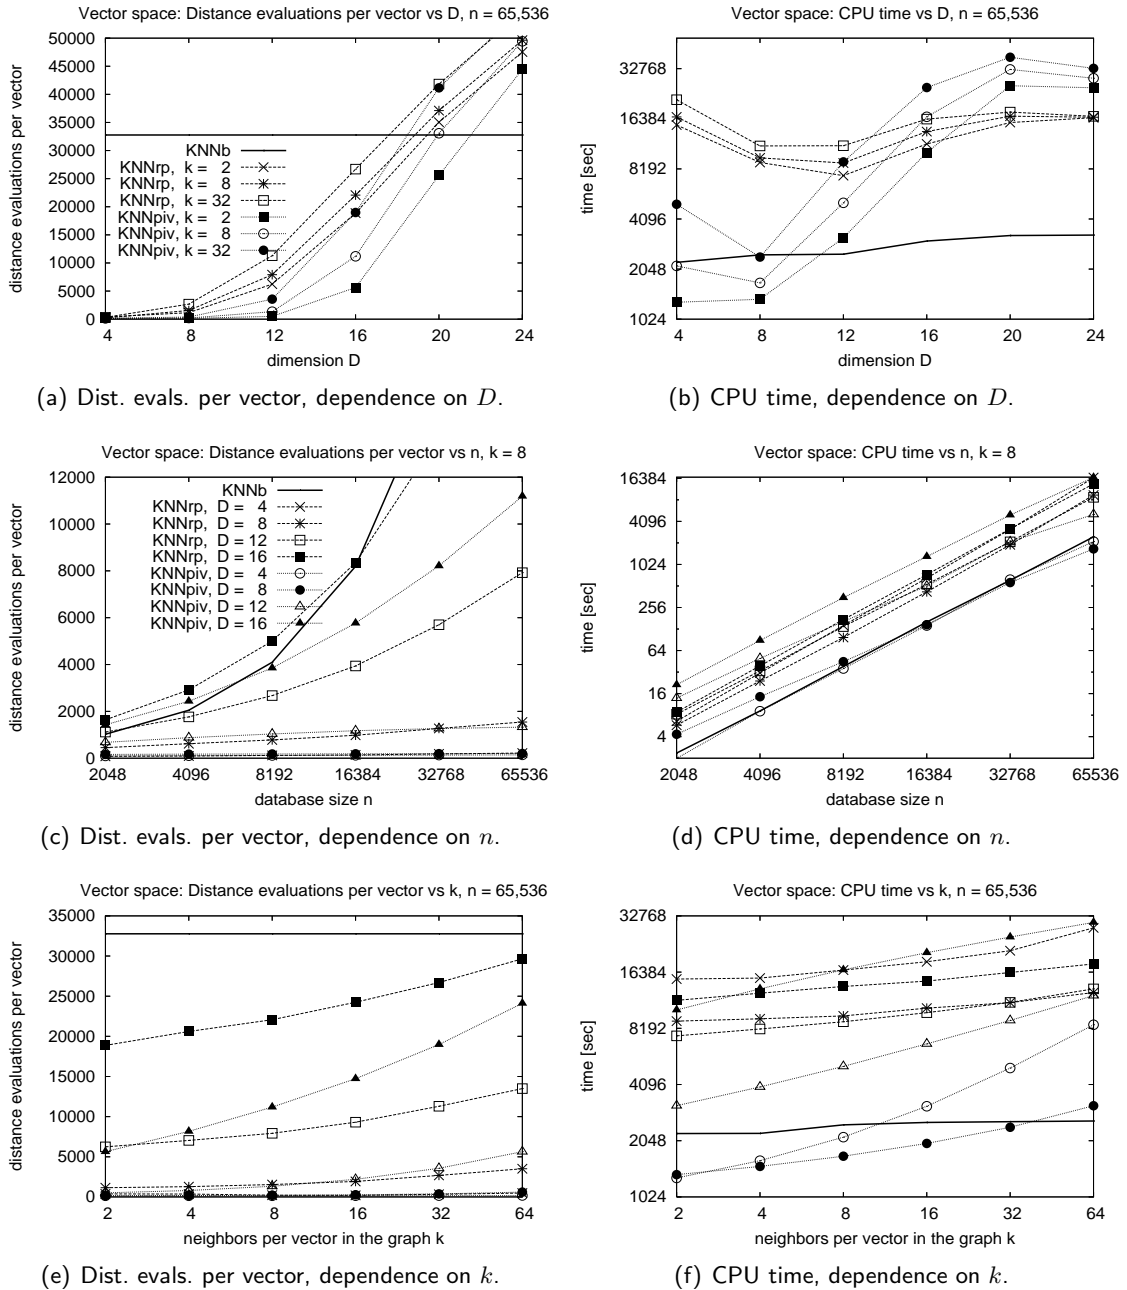 Vector space: Distance evaluations per vector vs D, n = 65,536
50000
45000
40000
35000
30000
25000
20000
15000
10000
5000
0
distance evaluations per vector
KNNb
KNNrp, k = 2
KNNrp, k = 8
KNNrp, k = 32
KNNpiv, k = 2
KNNpiv, k = 8
KNNpiv, k = 32
4 8 12 16 20 24
dimension D
(a) Dist. evals. per vector, dependence on D.
Vector space: CPU time vs D, n = 65,536
32768
16384
8192
4096
2048
1024
time [sec]
4 8 12 16 20 24
dimension D
(b) CPU time, dependence on D.
Vector space: Distance evaluations per vector vs n, k = 8
12000
10000
8000
6000
4000
2000
0
distance evaluations per vector
KNNb
KNNrp, D = 4
KNNrp, D = 8
KNNrp, D = 12
KNNrp, D = 16
KNNpiv, D = 4
KNNpiv, D = 8
KNNpiv, D = 12
KNNpiv, D = 16
2048 4096 8192 16384 32768 65536
database size n
(c) Dist. evals. per vector, dependence on n.
Vector space: CPU time vs n, k = 8
16384
4096
1024
256
64
16
4
time [sec]
2048 4096 8192 16384 32768 65536
database size n
(d) CPU time, dependence on n.
Vector space: Distance evaluations per vector vs k, n = 65,536
35000
30000
25000
20000
15000
10000
5000
0
distance evaluations per vector
2 4 8 16 32 64
neighbors per vector in the graph k
(e) Dist. evals. per vector, dependence on k.
Vector space: CPU time vs k, n = 65,536
32768
16384
8192
4096
2048
1024
time [sec]
2 4 8 16 32 64
neighbors per vector in the graph k
(f) CPU time, dependence on k.